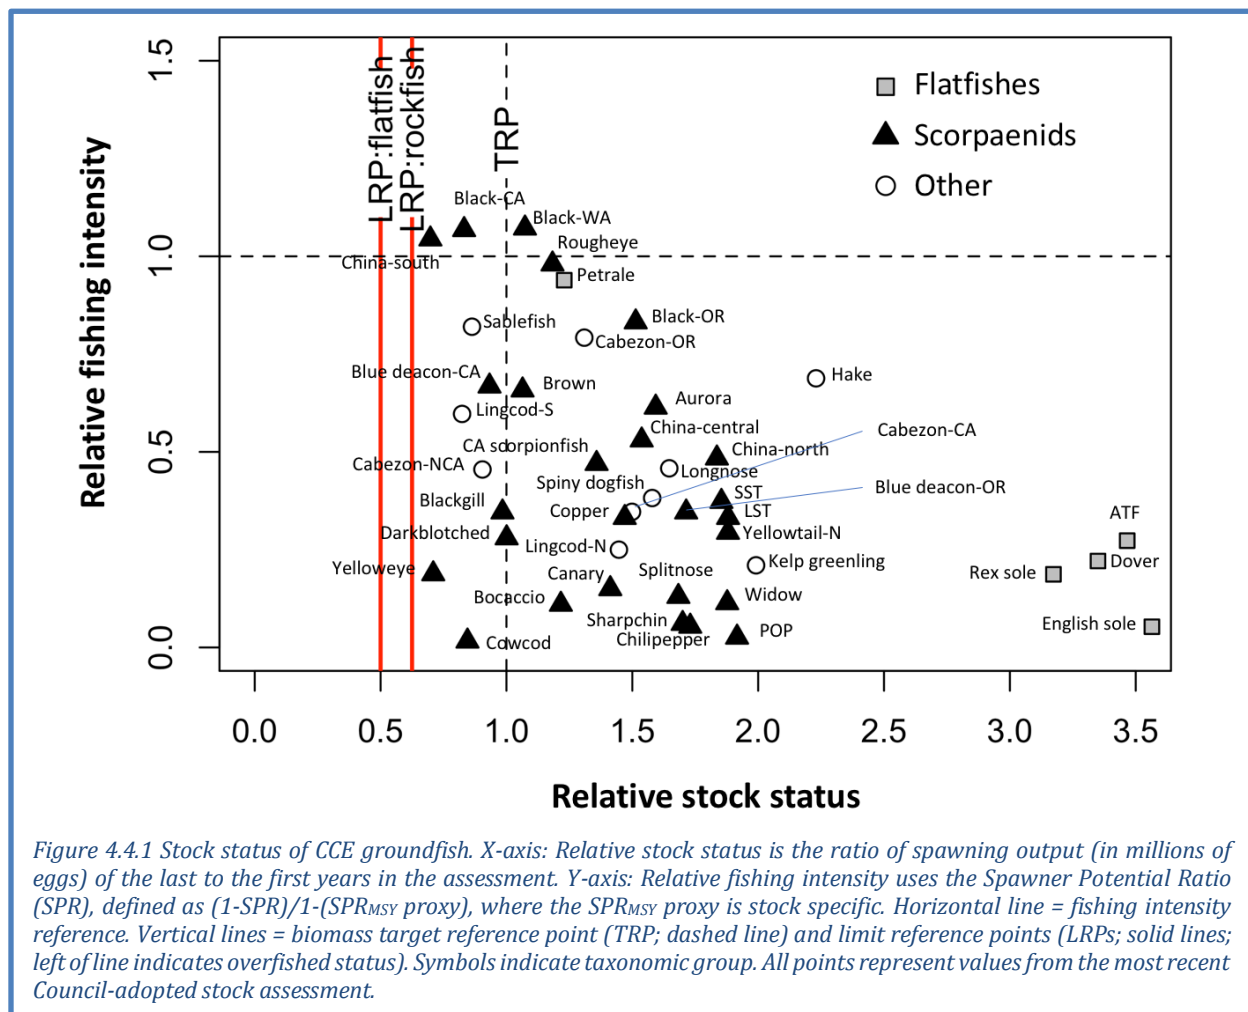 1.5
1.0
0.5
0.0
Relative fishing intensity
LRP:flatfish
LRP:rockfish
TRP
Flatfishes
Scorpaenids
Other
Black-CA
Black-WA
Rougheye
China-south
Petrale
Sablefish
Black-OR
Cabezon-OR
Blue deacon-CA
Brown
Hake
Lingcod-S
Aurora
China-central
Cabezon-CA
CA scorpionfish
China-north
Cabezon-NCA
Longnose
Spiny dogfish
Blue deacon-OR
SST
Blackgill
Copper
LST
ATF
Darkblotched
Yellowtail-N
Lingcod-N
Kelp greenling
Dover
Yelloweye
Canary
Splitnose
Rex sole
Bocaccio
Widow
Sharpchin
English sole
Chilipepper
POP
Cowcod
0.0 0.5 1.0 1.5 2.0 2.5 3.0 3.5
Relative stock status
Figure 4.4.1 Stock status of CCE groundfish. X-axis: Relative stock status is the ratio of spawning output (in millions of
eggs) of the last to the first years in the assessment. Y-axis: Relative fishing intensity uses the Spawner Potential Ratio
(SPR), defined as (1-SPR)/1-(SPRMSY proxy), where the SPRMSY proxy is stock specific. Horizontal line = fishing intensity
reference. Vertical lines = biomass target reference point (TRP; dashed line) and limit reference points (LRPs; solid lines;
left of line indicates overfished status). Symbols indicate taxonomic group. All points represent values from the most recent
Council-adopted stock assessment.